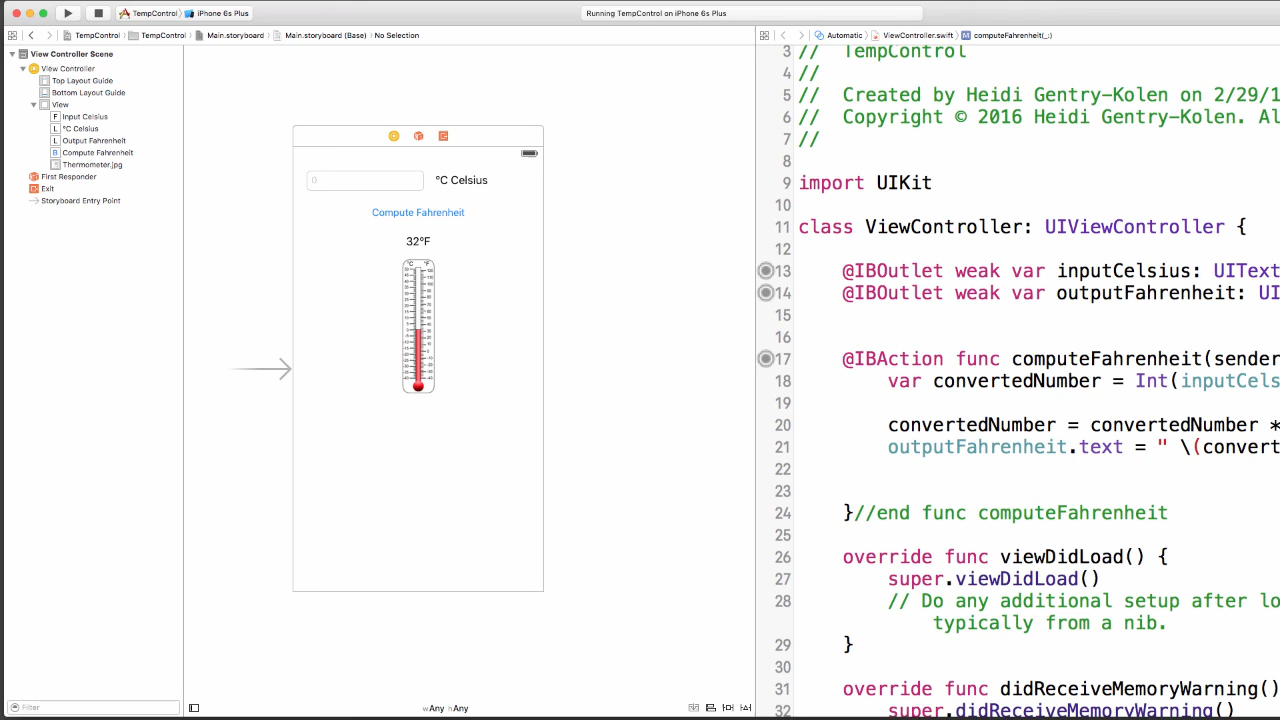 TempControl
iPhone 6s Plus
Running TempControl on iPhone 6s Plus
TempControl
TempControl
Main.storyboard
Main.storyboard (Base)
No Selection
Automatic
ViewController.swift
computeFahrenheit(_:)
View Controller Scene
View Controller
Top Layout Guide
Bottom Layout Guide
View
F Input Celsius
L °C Celsius
L Output Fahrenheit
B Compute Fahrenheit
Thermometer.jpg
First Responder
Exit
Storyboard Entry Point
Filter
0
°C Celsius
Compute Fahrenheit
32°F
°C °F
wAny hAny
3 // TempControl
4 //
5 // Created by Heidi Gentry-Kolen on 2/29/1
6 // Copyright © 2016 Heidi Gentry-Kolen. Al
7 //
8
9 import UIKit
10
11 class ViewController: UIViewController {
12
13 @IBOutlet weak var inputCelsius: UIText
14 @IBOutlet weak var outputFahrenheit: UI
15
16
17 @IBAction func computeFahrenheit(sender
18 var convertedNumber = Int(inputCels
19
20 convertedNumber = convertedNumber *
21 outputFahrenheit.text = " \(convert
22
23
24 }//end func computeFahrenheit
25
26 override func viewDidLoad() {
27 super.viewDidLoad()
28 // Do any additional setup after lo
typically from a nib.
29 }
30
31 override func didReceiveMemoryWarning()
32 super.didReceiveMemoryWarning()